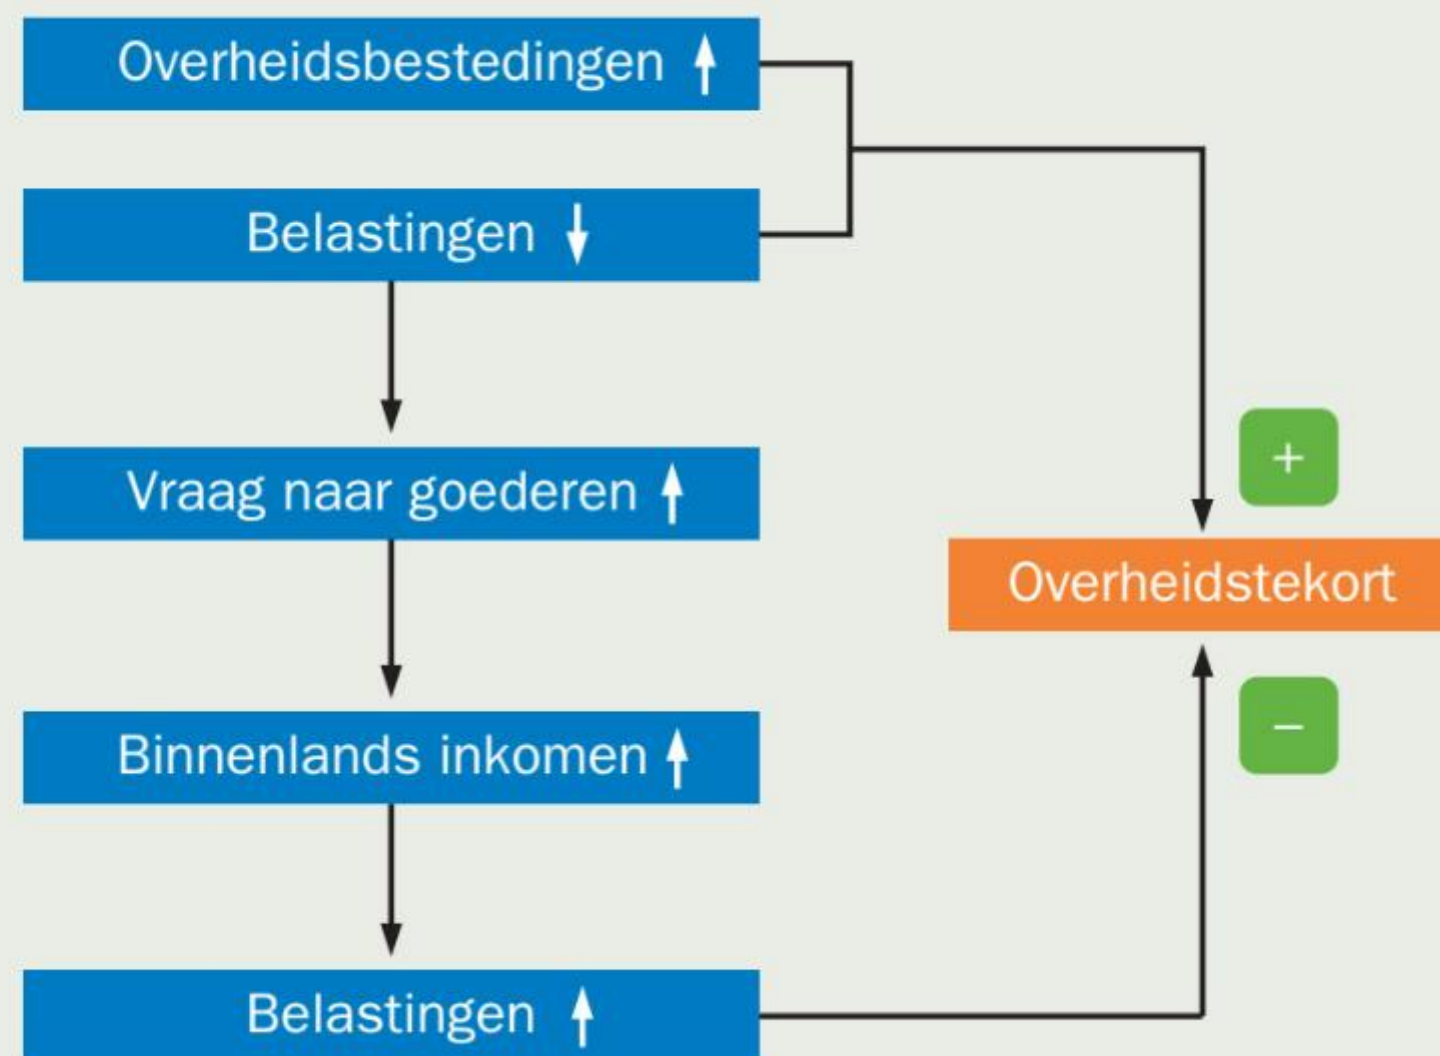 Overheidsbestedingen ↑
Belastingen ↓
Vraag naar goederen ↑
+
Overheidstekort
Binnenlands inkomen ↑
−
Belastingen ↑